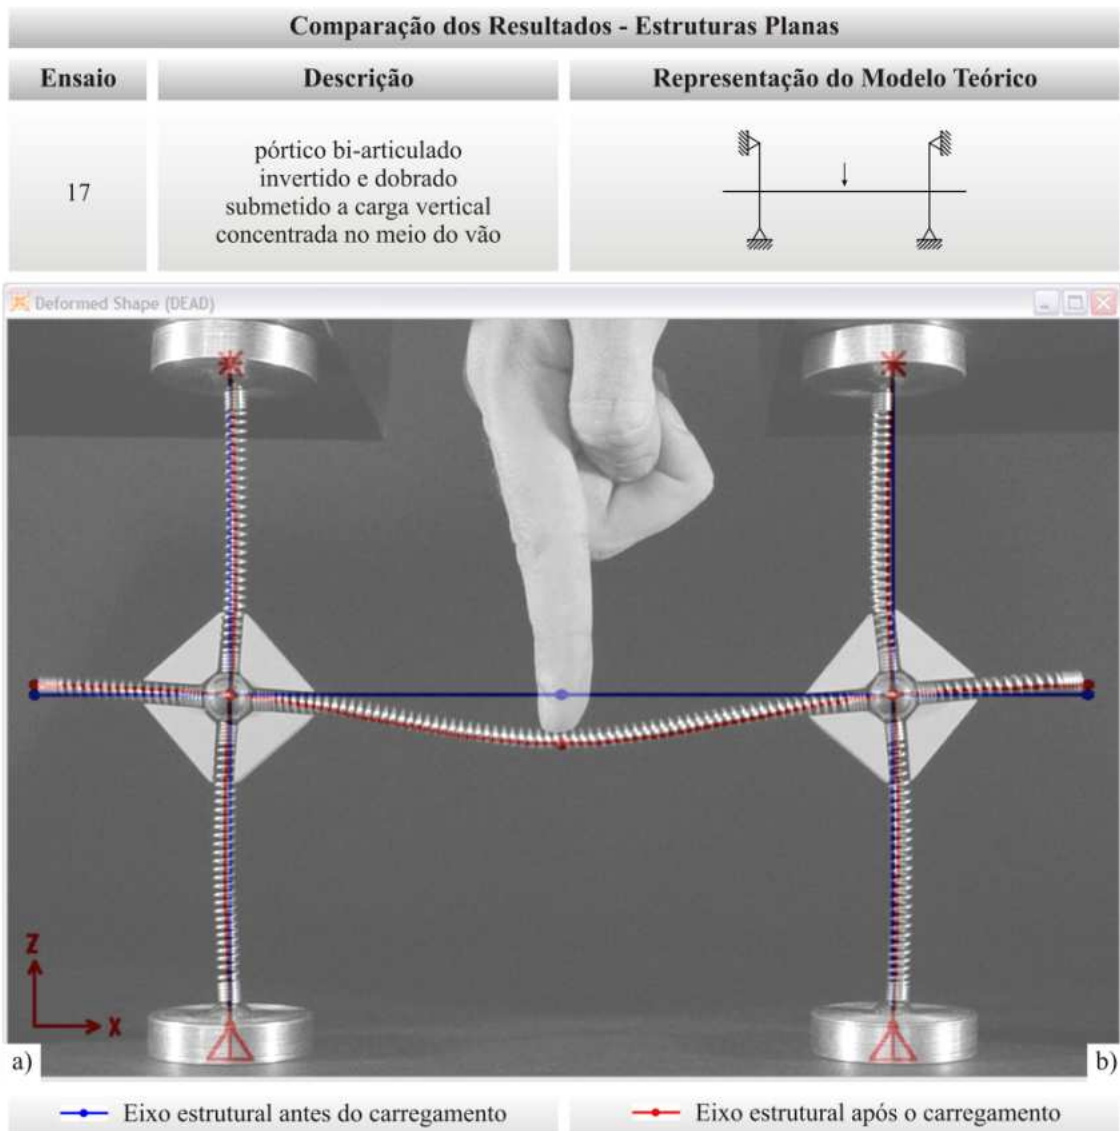 Comparação dos Resultados - Estruturas Planas
Ensaio
Descrição
Representação do Modelo Teórico
17
pórtico bi-articulado
invertido e dobrado
submetido a carga vertical
concentrada no meio do vão
Deformed Shape (DEAD)
Z
X
a)
b)
Eixo estrutural antes do carregamento
Eixo estrutural após o carregamento